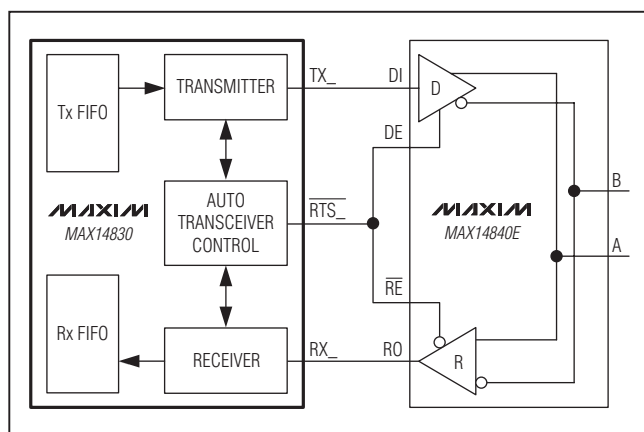 Tx FIFO
TRANSMITTER
TX_
DI
D
DE
AUTO
TRANSCEIVER
CONTROL
RTS_
MAXIM
MAX14830
MAXIM
MAX14840E
B
A
RE
Rx FIFO
RECEIVER
RX_
RO
R